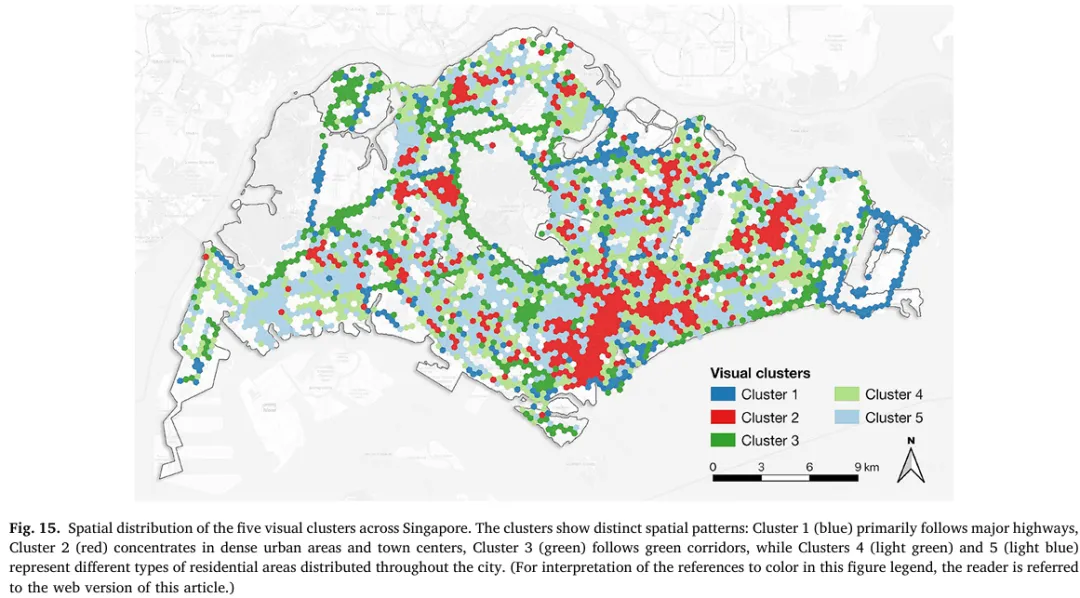 Visual clusters
Cluster 1
Cluster 4
Cluster 2
Cluster 5
Cluster 3
N
0 3 6 9 km
Fig. 15. Spatial distribution of the five visual clusters across Singapore. The clusters show distinct spatial patterns: Cluster 1 (blue) primarily follows major highways,
Cluster 2 (red) concentrates in dense urban areas and town centers, Cluster 3 (green) follows green corridors, while Clusters 4 (light green) and 5 (light blue)
represent different types of residential areas distributed throughout the city. (For interpretation of the references to color in this figure legend, the reader is referred
to the web version of this article.)